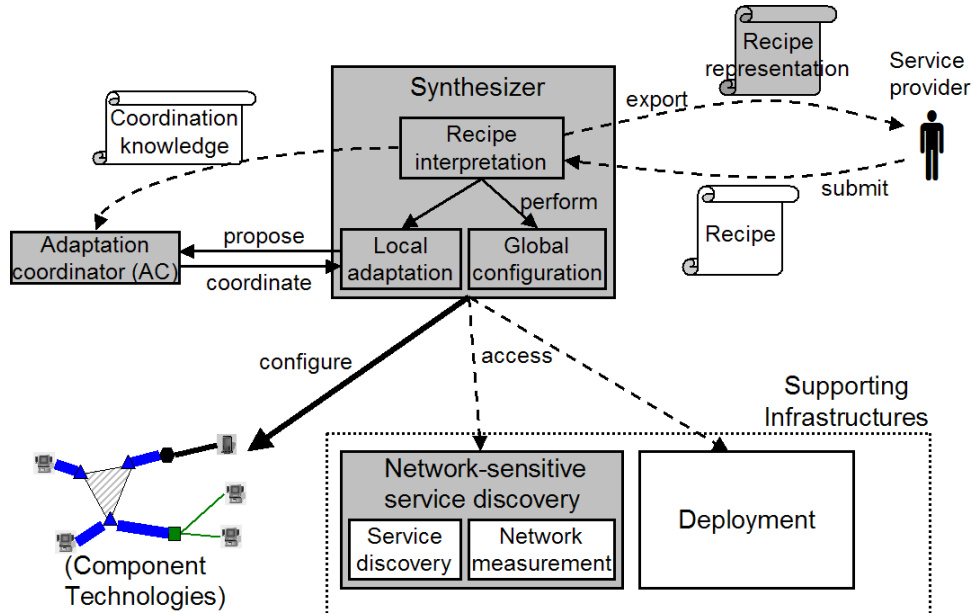 Recipe
representation
Service
provider
Synthesizer
export
Coordination
knowledge
Recipe
interpretation
submit
perform
Recipe
Adaptation
coordinator (AC)
propose
coordinate
Local
adaptation
Global
configuration
configure
access
Supporting
Infrastructures
Network-sensitive
service discovery
Service
discovery
Network
measurement
Deployment
(Component
Technologies)